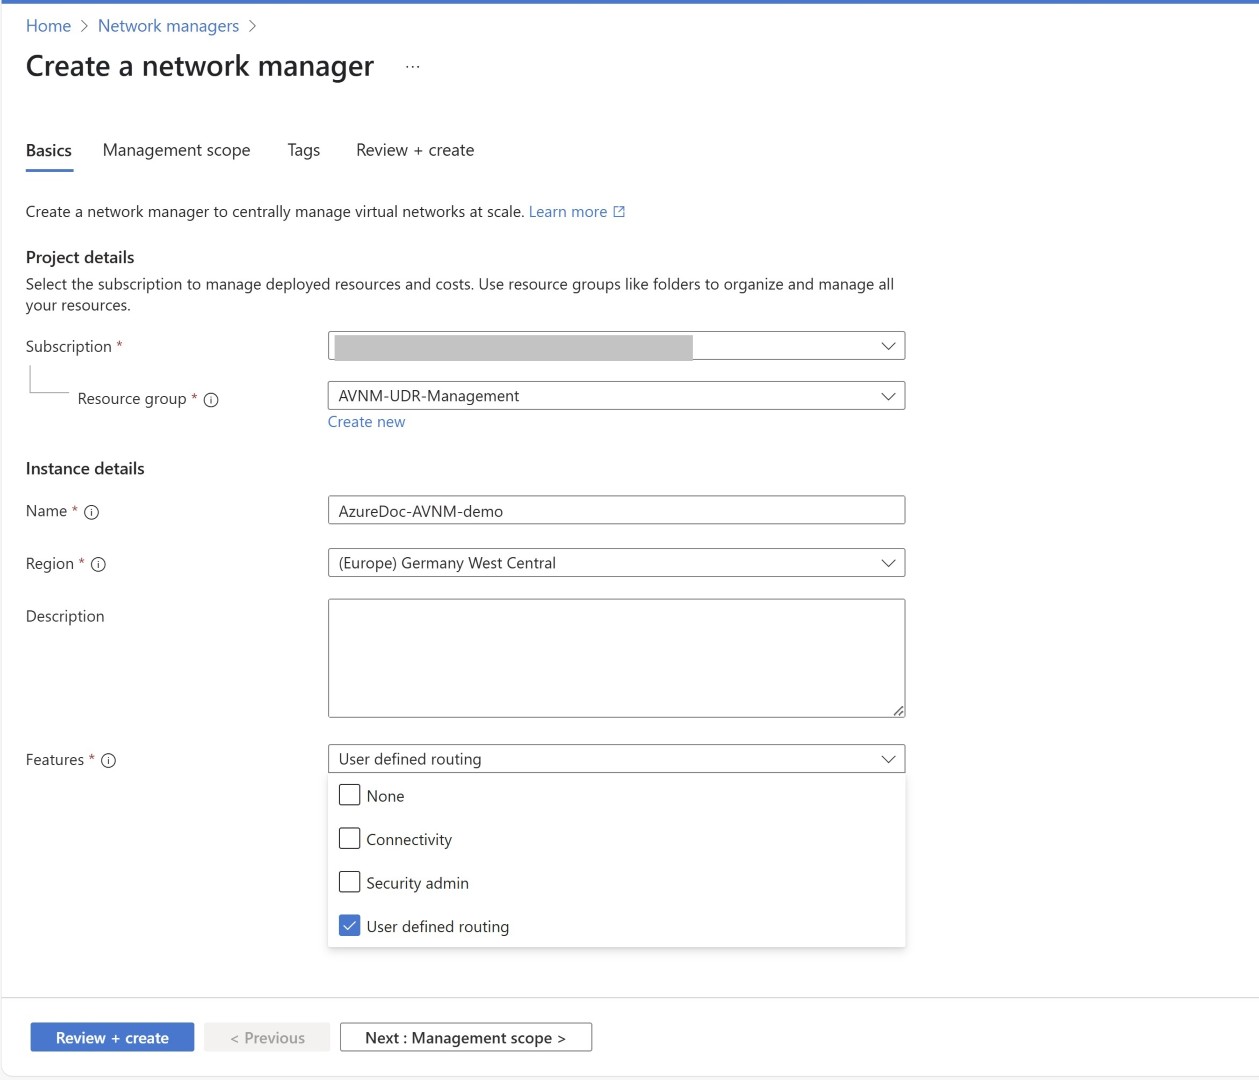 Home > Network managers >
Create a network manager ...
Basics Management scope Tags Review + create
Create a network manager to centrally manage virtual networks at scale. Learn more
Project details
Select the subscription to manage deployed resources and costs. Use resource groups like folders to organize and manage all
your resources.
Subscription *
Resource group * AVNM-UDR-Management
Create new
Instance details
Name * AzureDoc-AVNM-demo
Region * (Europe) Germany West Central
Description
Features * User defined routing
None
Connectivity
Security admin
User defined routing
Review + create < Previous Next : Management scope >